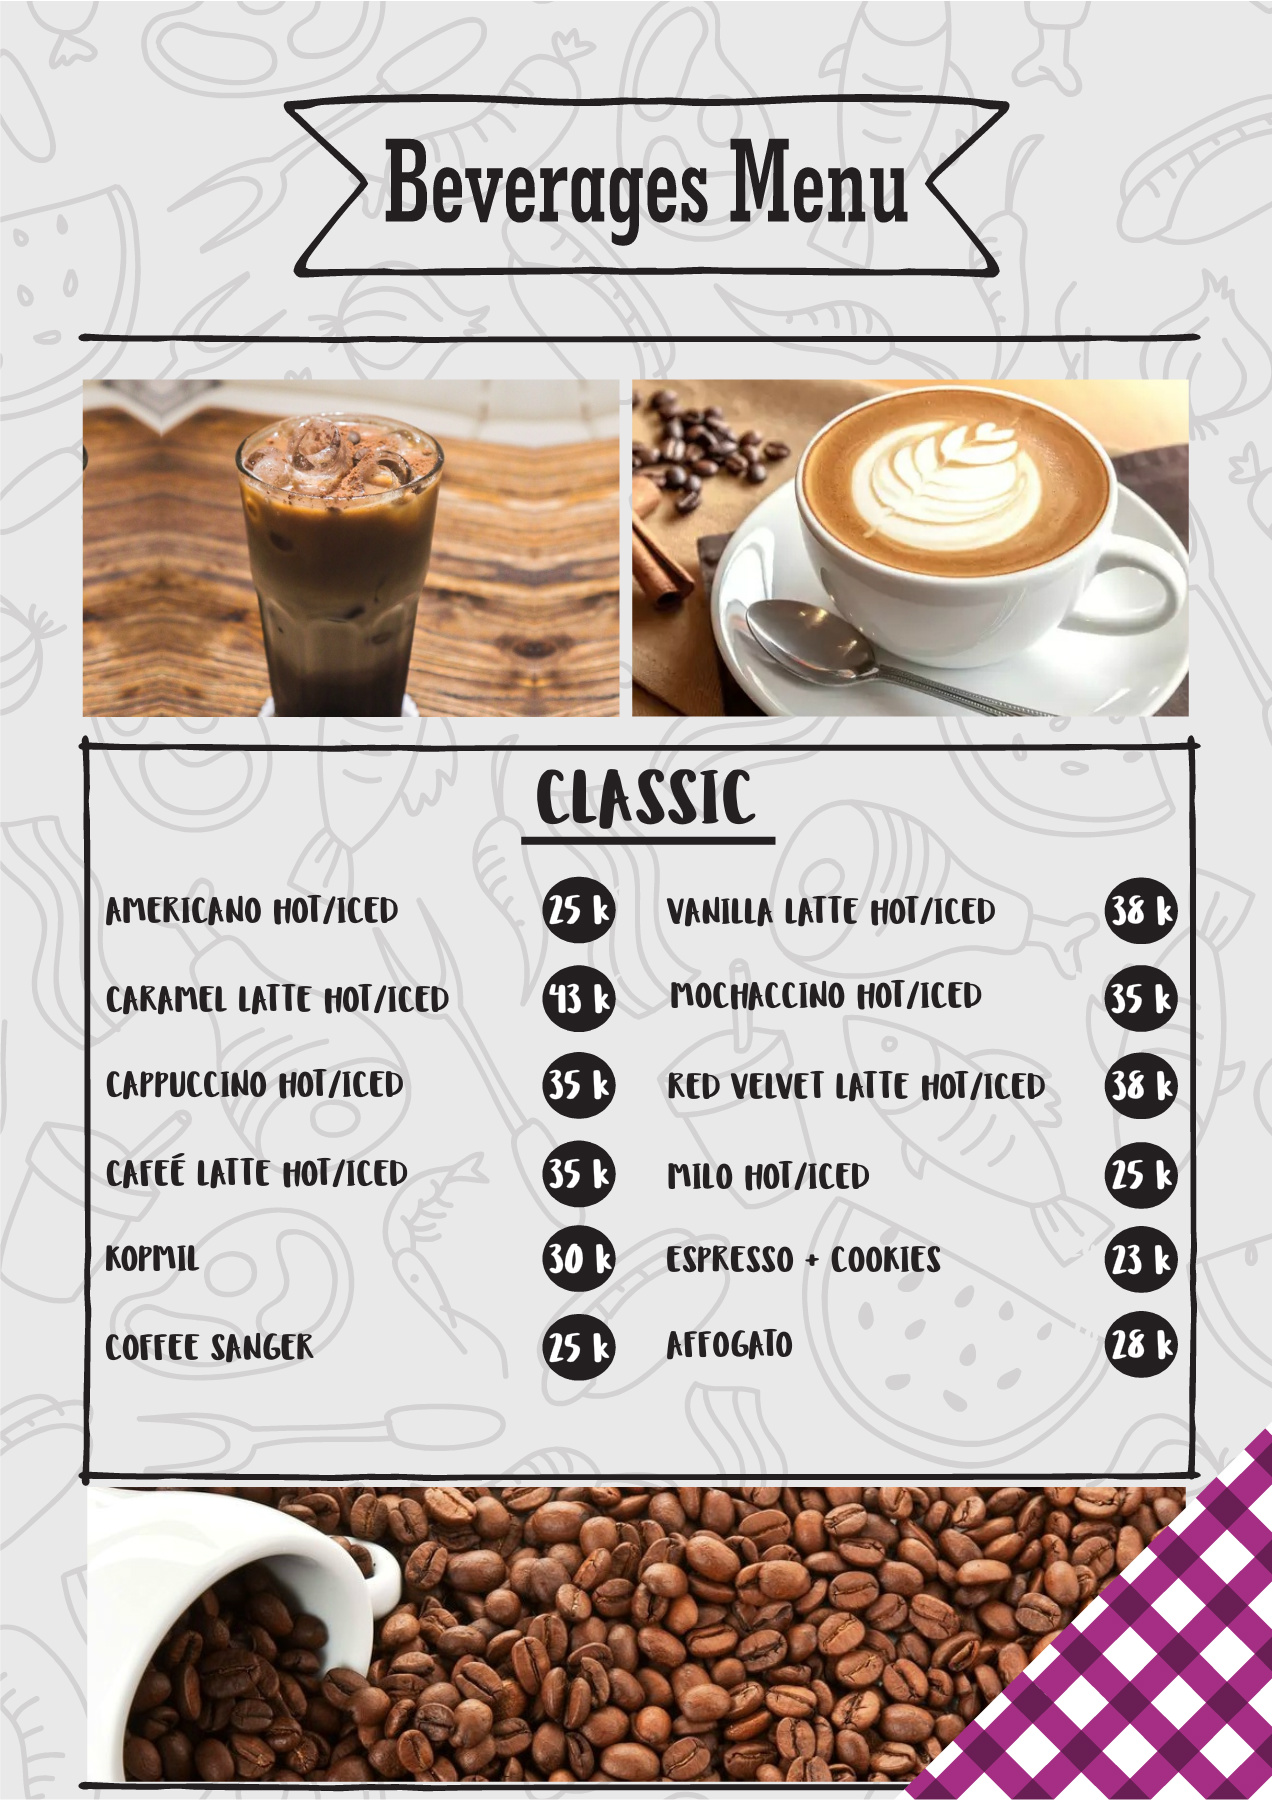 Beverages Menu
CLASSIC
AMERICANO HOT/ICED 25 k
CARAMEL LATTE HOT/ICED 43 k
CAPPUCCINO HOT/ICED 35 k
CAFEÉ LATTE HOT/ICED 35 k
KOPMIL 30 k
COFFEE SANGER 25 k
VANILLA LATTE HOT/ICED 38 k
MOCHACCINO HOT/ICED 35 k
RED VELVET LATTE HOT/ICED 38 k
MILO HOT/ICED 25 k
ESPRESSO + COOKIES 23 k
AFFOGATO 28 k